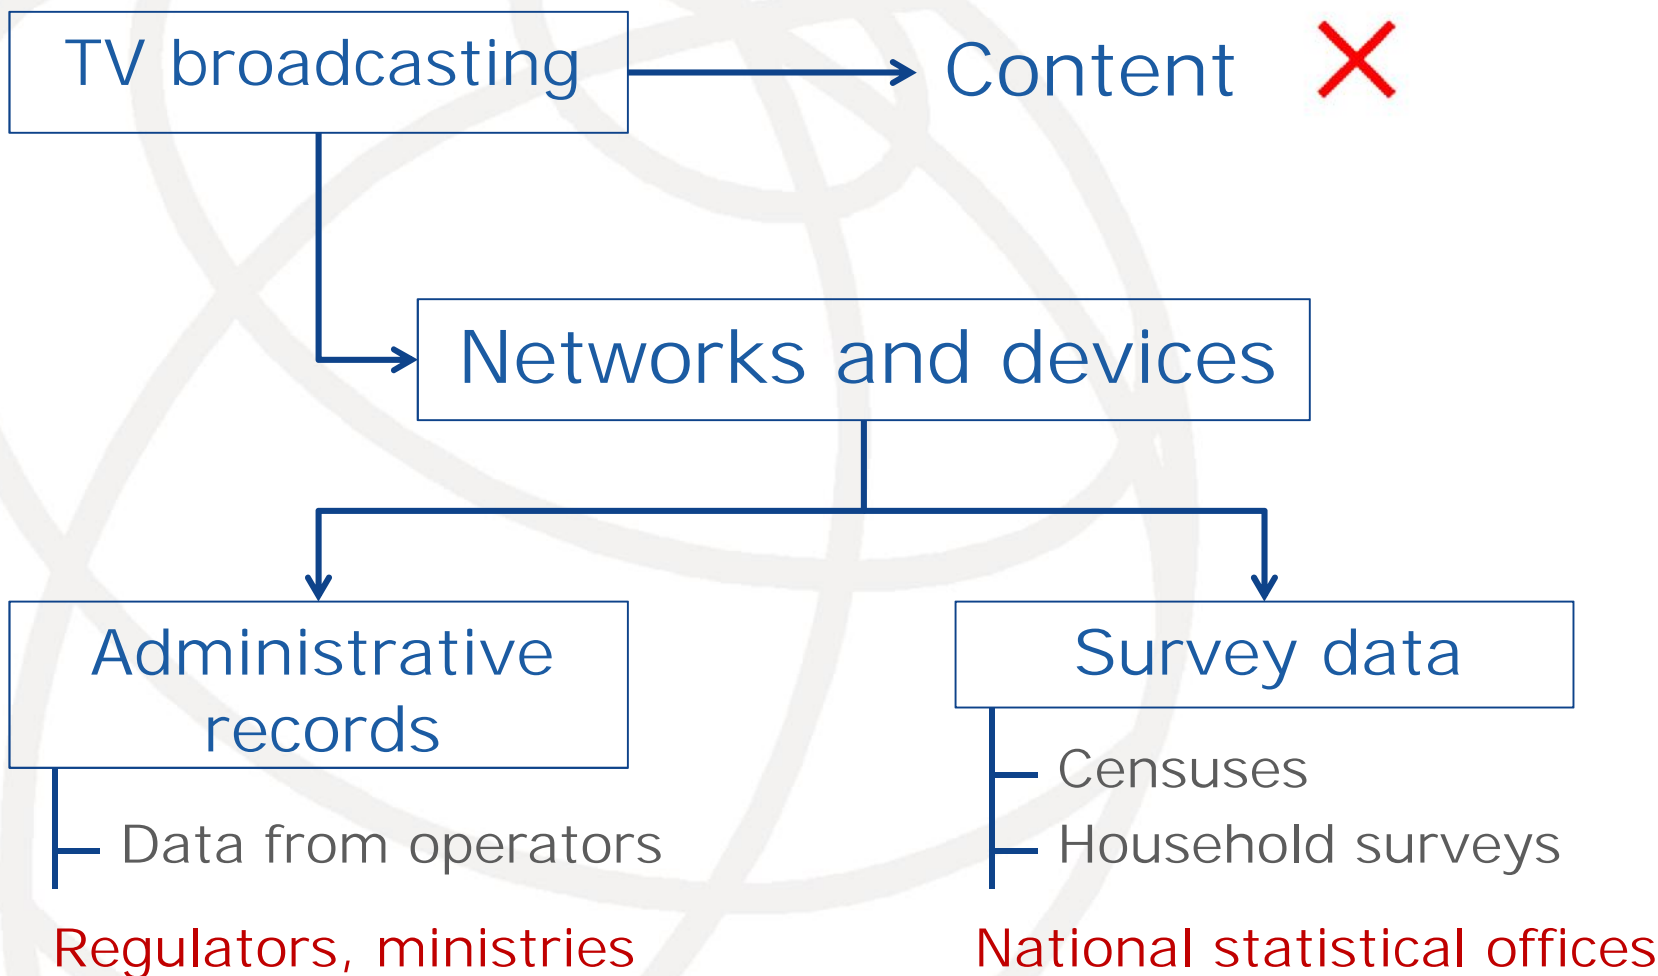 TV broadcasting
Content
Networks and devices
Administrative
records
Survey data
Censuses
Data from operators
Household surveys
Regulators, ministries
National statistical offices